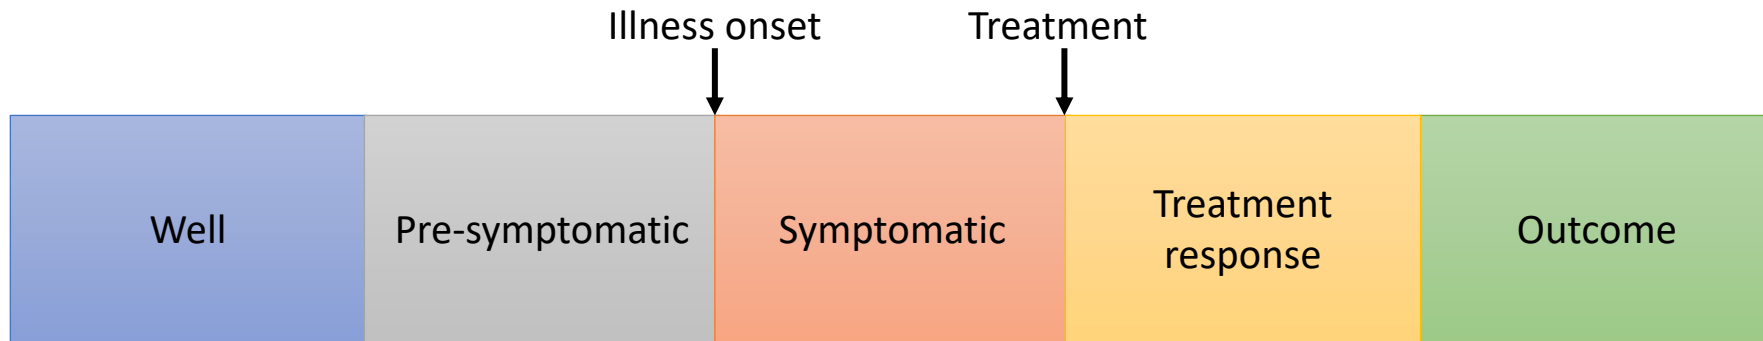 Illness onset
Treatment
Well
Pre-symptomatic
Symptomatic
Treatment
response
Outcome